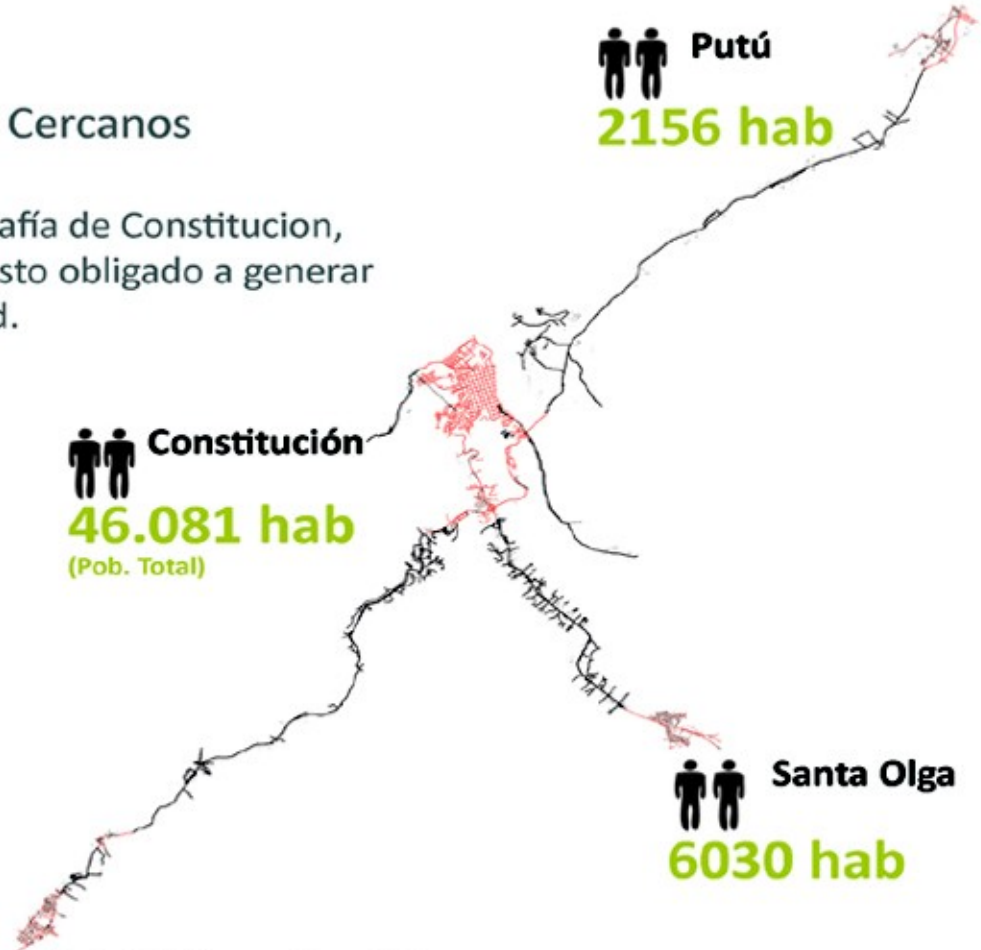 Cercanos
afía de Constitucion,
sto obligado a generar
d.
Putú
2156 hab
Constitución
46.081 hab
(Pob. Total)
Santa Olga
6030 hab